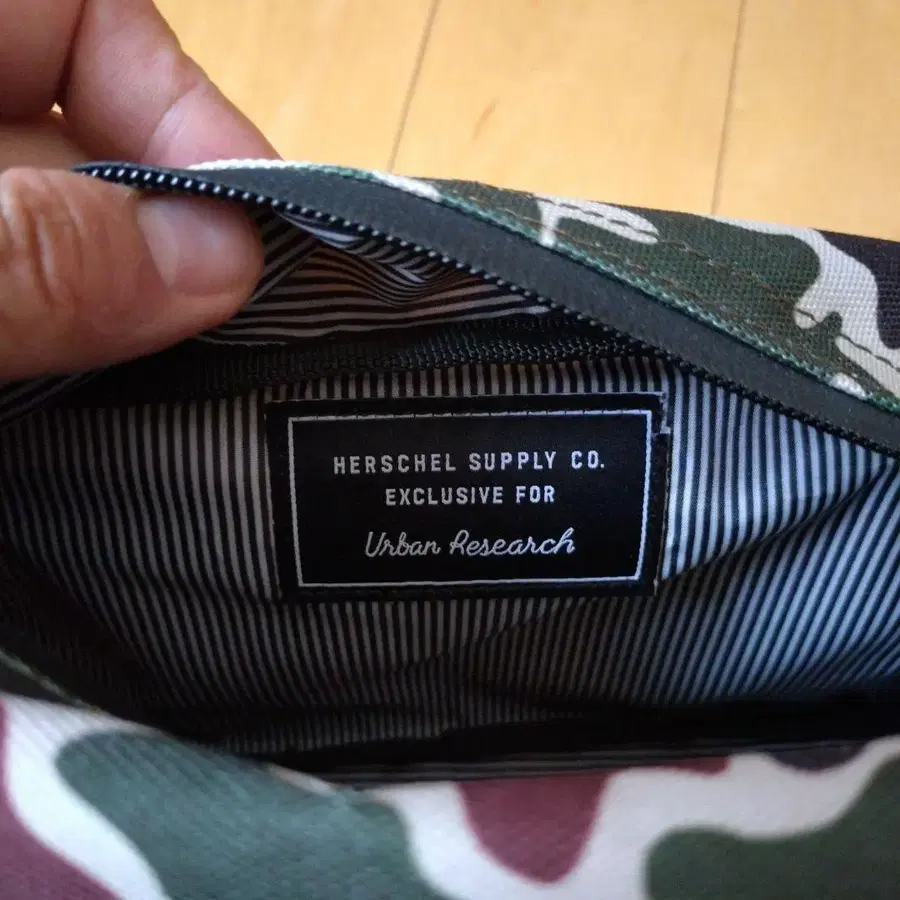 HERSCHEL SUPPLY CO.
EXCLUSIVE FOR
Urban Research